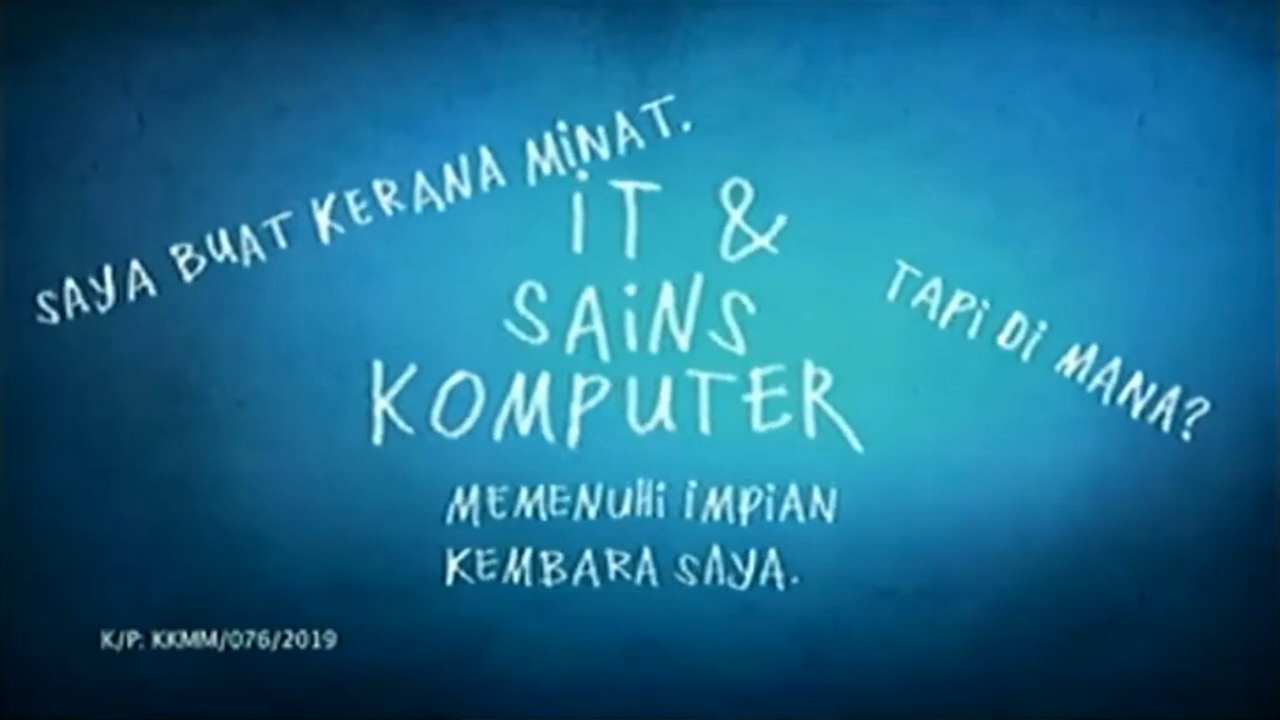 SAYA BUAT KERANA MINAT.
IT &
SAINS
KOMPUTER
TAPI DI MANA?
MEMENUHI IMPIAN
KEMBARA SAYA.
K/P: KKMM/076/2019